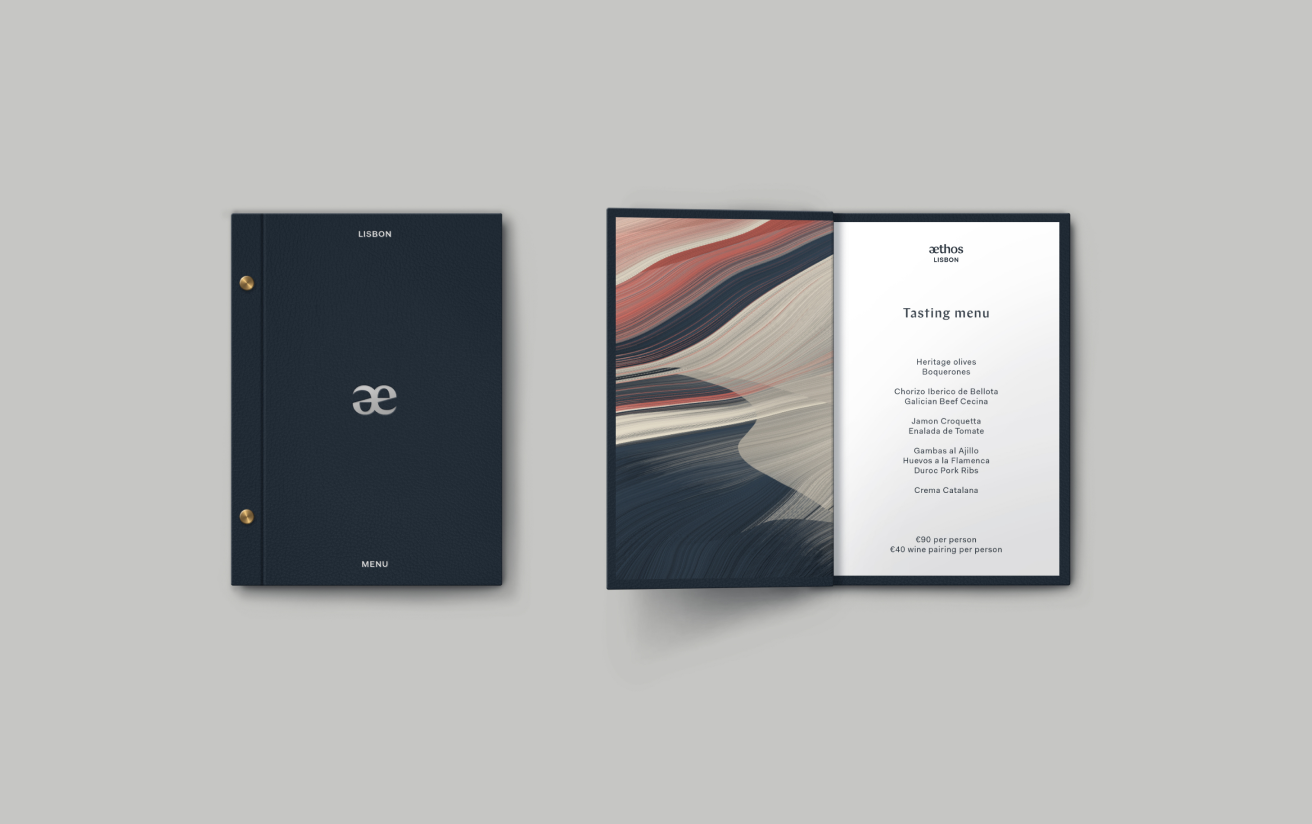 LISBON
æ
MENU
æthos
LISBON
Tasting menu
Heritage olives
Boquerones
Chorizo Iberico de Bellota
Galician Beef Cecina
Jamon Croquetta
Enalada de Tomate
Gambas al Ajillo
Huevos a la Flamenca
Duroc Pork Ribs
Crema Catalana
€90 per person
€40 wine pairing per person